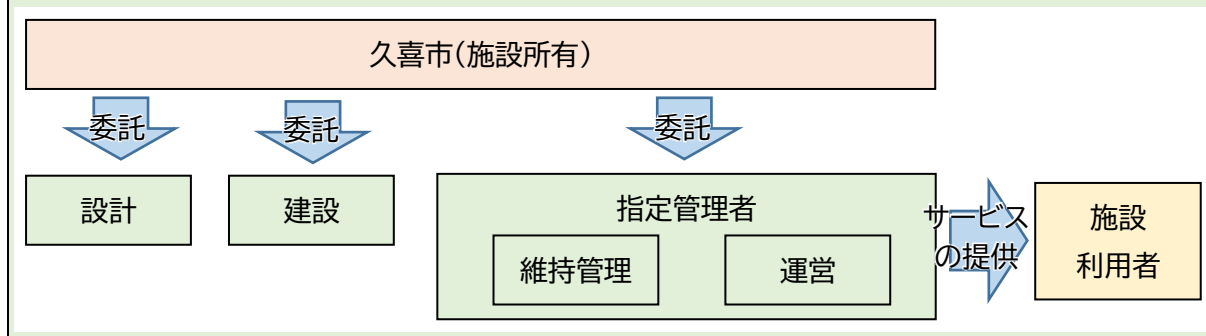 久喜市(施設所有)
委託
委託
委託
設計
建設
指定管理者
維持管理
運営
サービス
の提供
施設
利用者